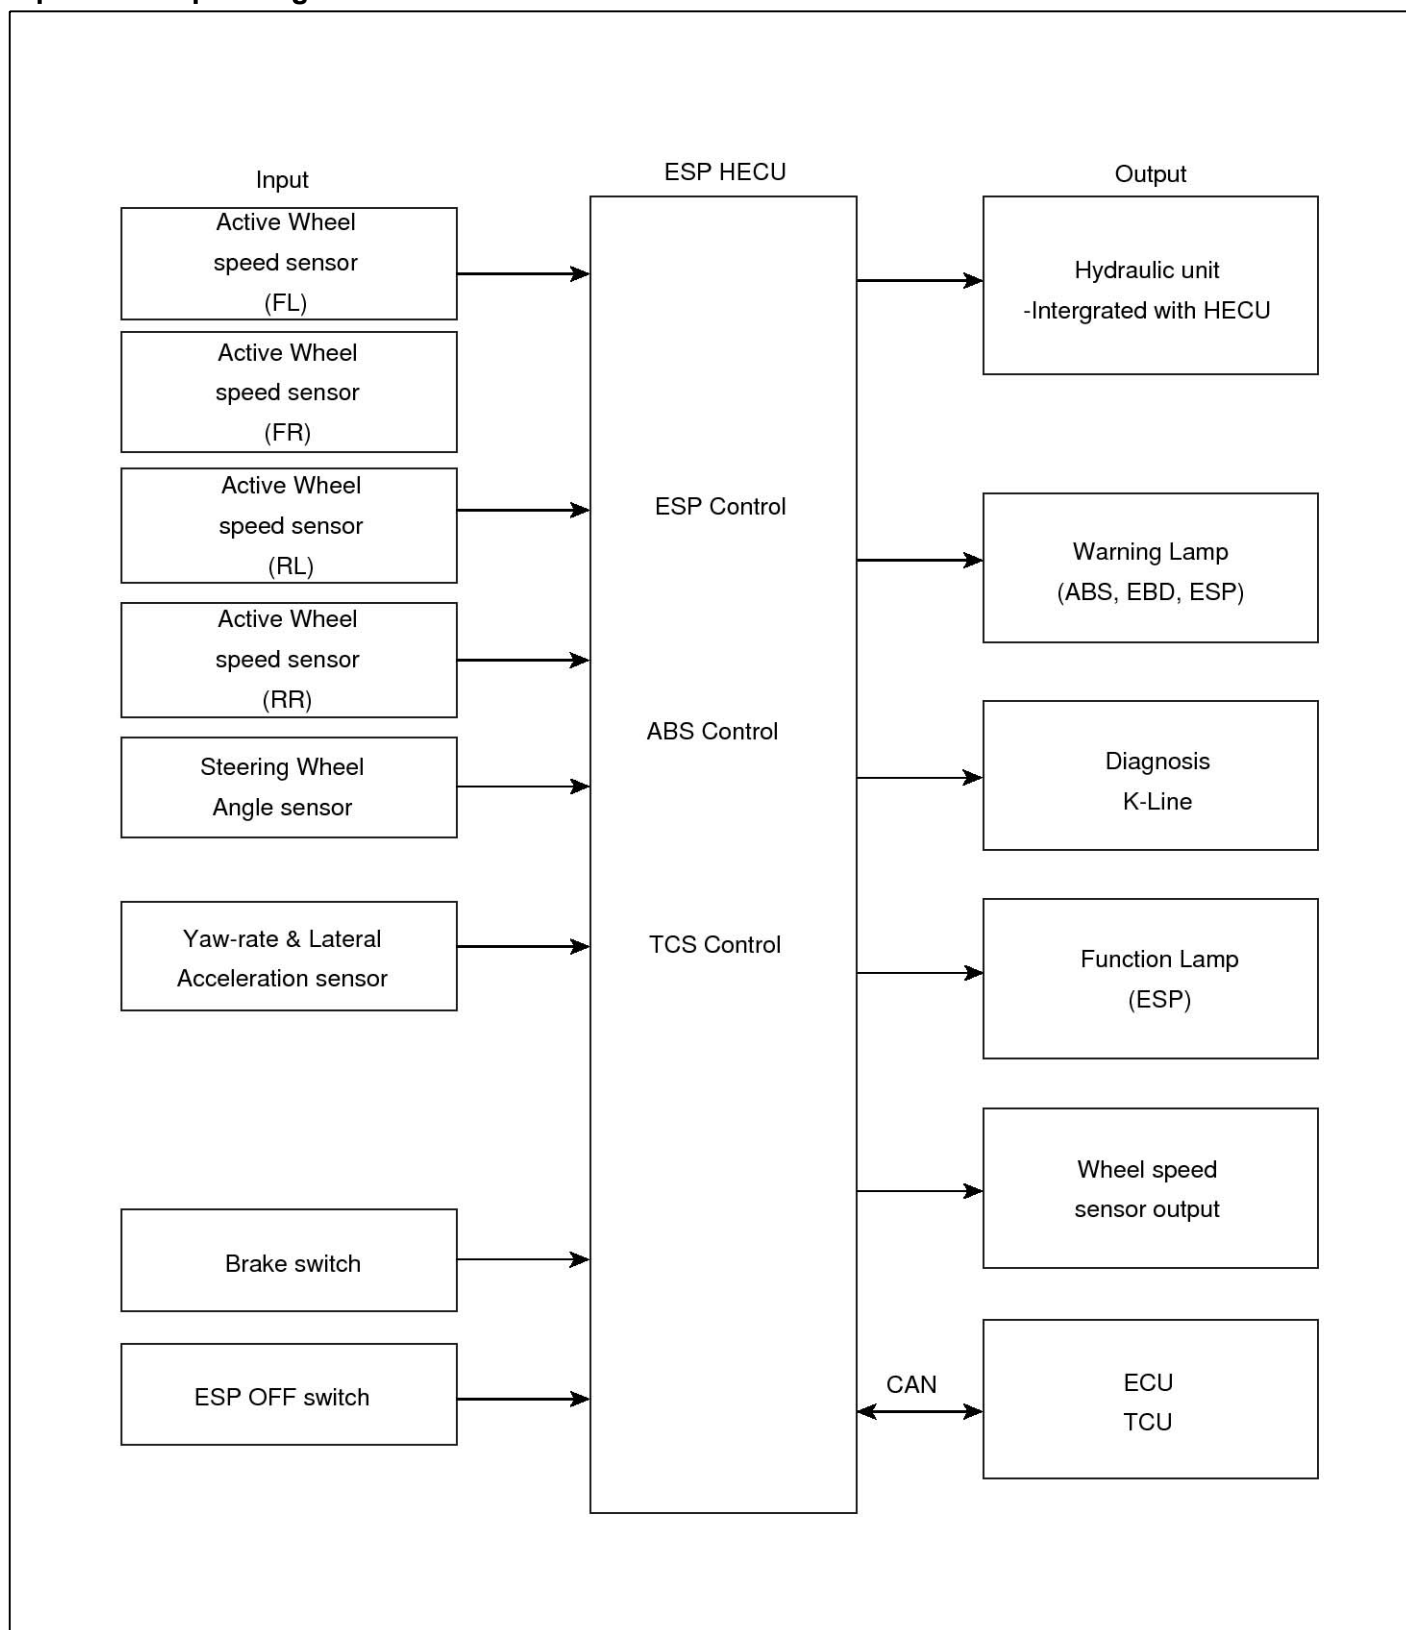 Input
Active Wheel
speed sensor
(FL)
Active Wheel
speed sensor
(FR)
Active Wheel
speed sensor
(RL)
Active Wheel
speed sensor
(RR)
Steering Wheel
Angle sensor
Yaw-rate & Lateral
Acceleration sensor
Brake switch
ESP OFF switch
ESP HECU
ESP Control
ABS Control
TCS Control
CAN
Output
Hydraulic unit
-Intergrated with HECU
Warning Lamp
(ABS, EBD, ESP)
Diagnosis
K-Line
Function Lamp
(ESP)
Wheel speed
sensor output
ECU
TCU